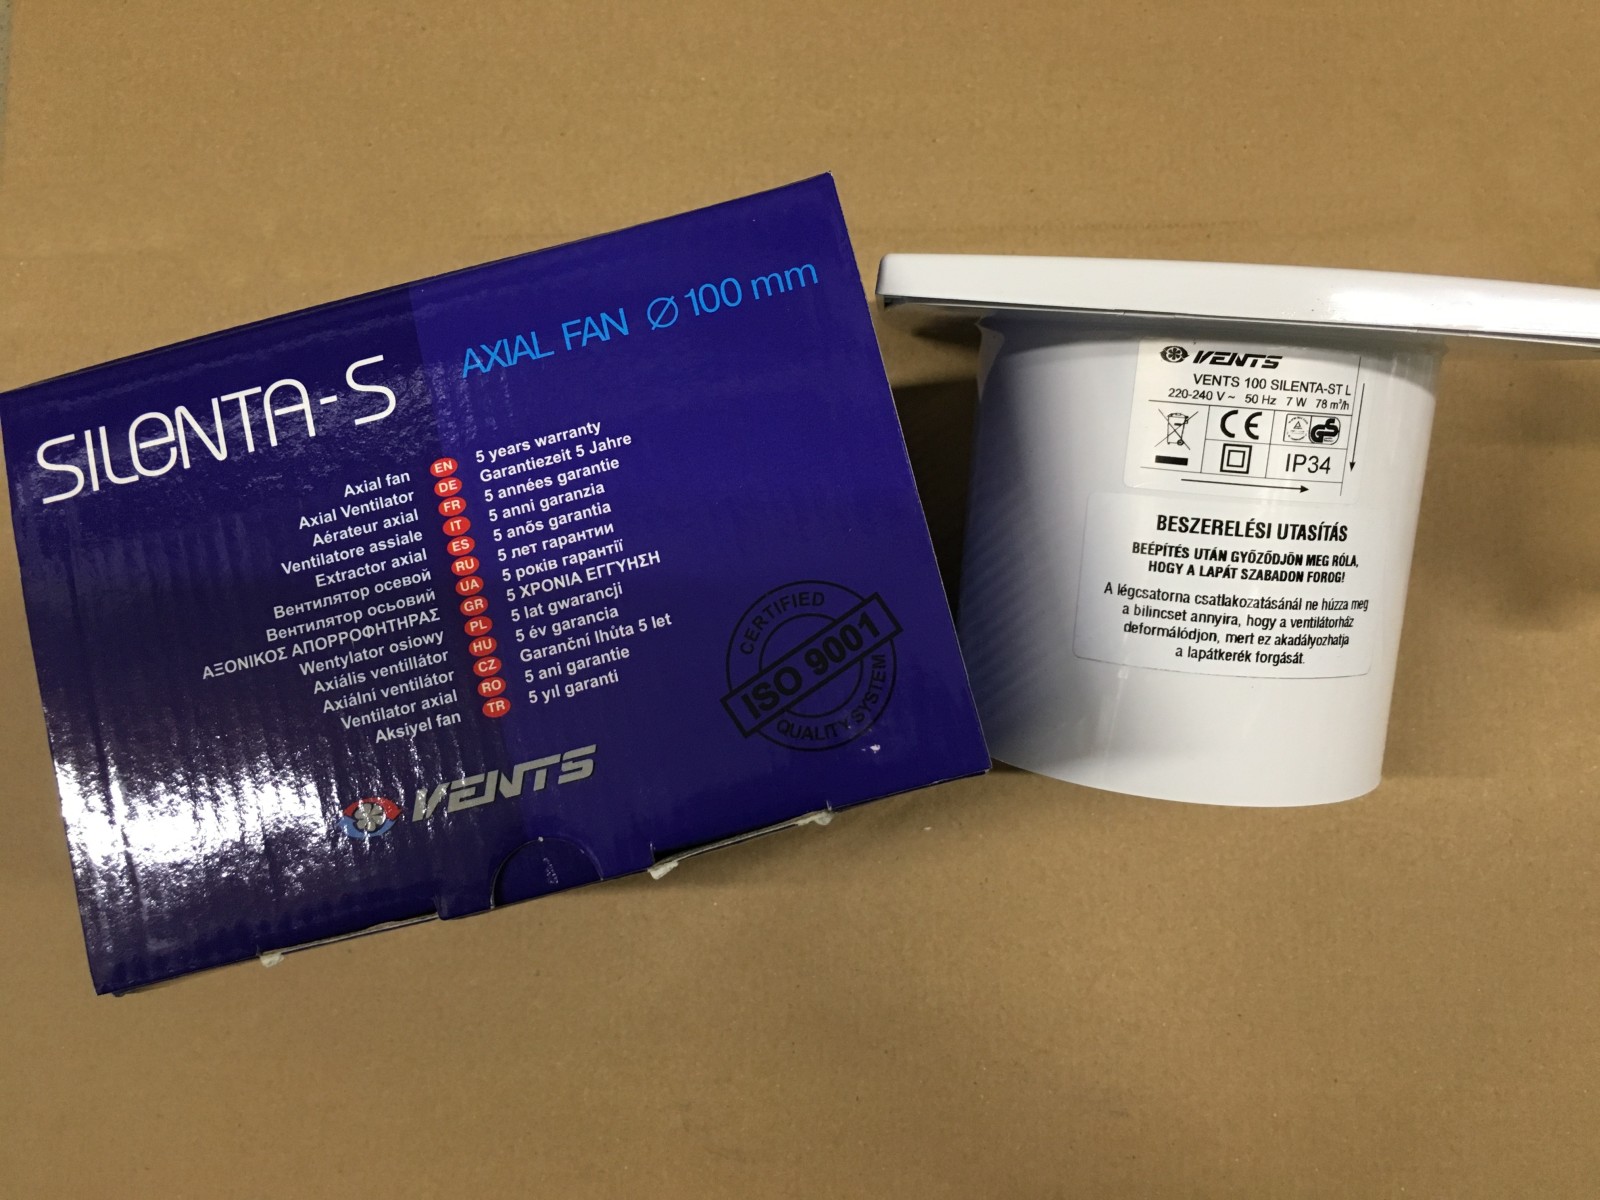 SILENTA-S
AXIAL FAN Ø 100 mm
Axial fan EN 5 years warranty
Axial Ventilator DE Garantiezeit 5 Jahre
Aérateur axial FR 5 années garantie
Ventilatore assiale IT 5 anni garanzia
Extractor axial ES 5 anõs garantia
Вентилятор осевой RU 5 лет гарантии
Вентилятор осьовий UA 5 років гарантії
ΑΞΟΝΙΚΟΣ ΑΠΟΡΡΟΦΗΤΗΡΑΣ GR 5 ΧΡΟΝΙΑ ΕΓΓΥΗΣΗ
Wentylator osiowy PL 5 lat gwarancji
Axiális ventillátor HU 5 év garancia
Axiální ventilátor CZ Garanční lhůta 5 let
Ventilator axial RO 5 ani garantie
Aksiyel fan TR 5 yıl garanti
CERTIFIED
ISO 9001
QUALITY SYSTEM
VENTS
VENTS
VENTS 100 SILENTA-ST L
220-240 V ~ 50 Hz 7 W 78 m³/h
CE
GS
IP34
BESZERELÉSI UTASÍTÁS
BEÉPÍTÉS UTÁN GYŐZŐDJÖN MEG RÓLA,
HOGY A LAPÁT SZABADON FOROG!
A légcsatorna csatlakozatásánál ne húzza meg
a bilincset annyira, hogy a ventilátorház
deformálódjon, mert ez akadályozhatja
a lapátkerék forgását.